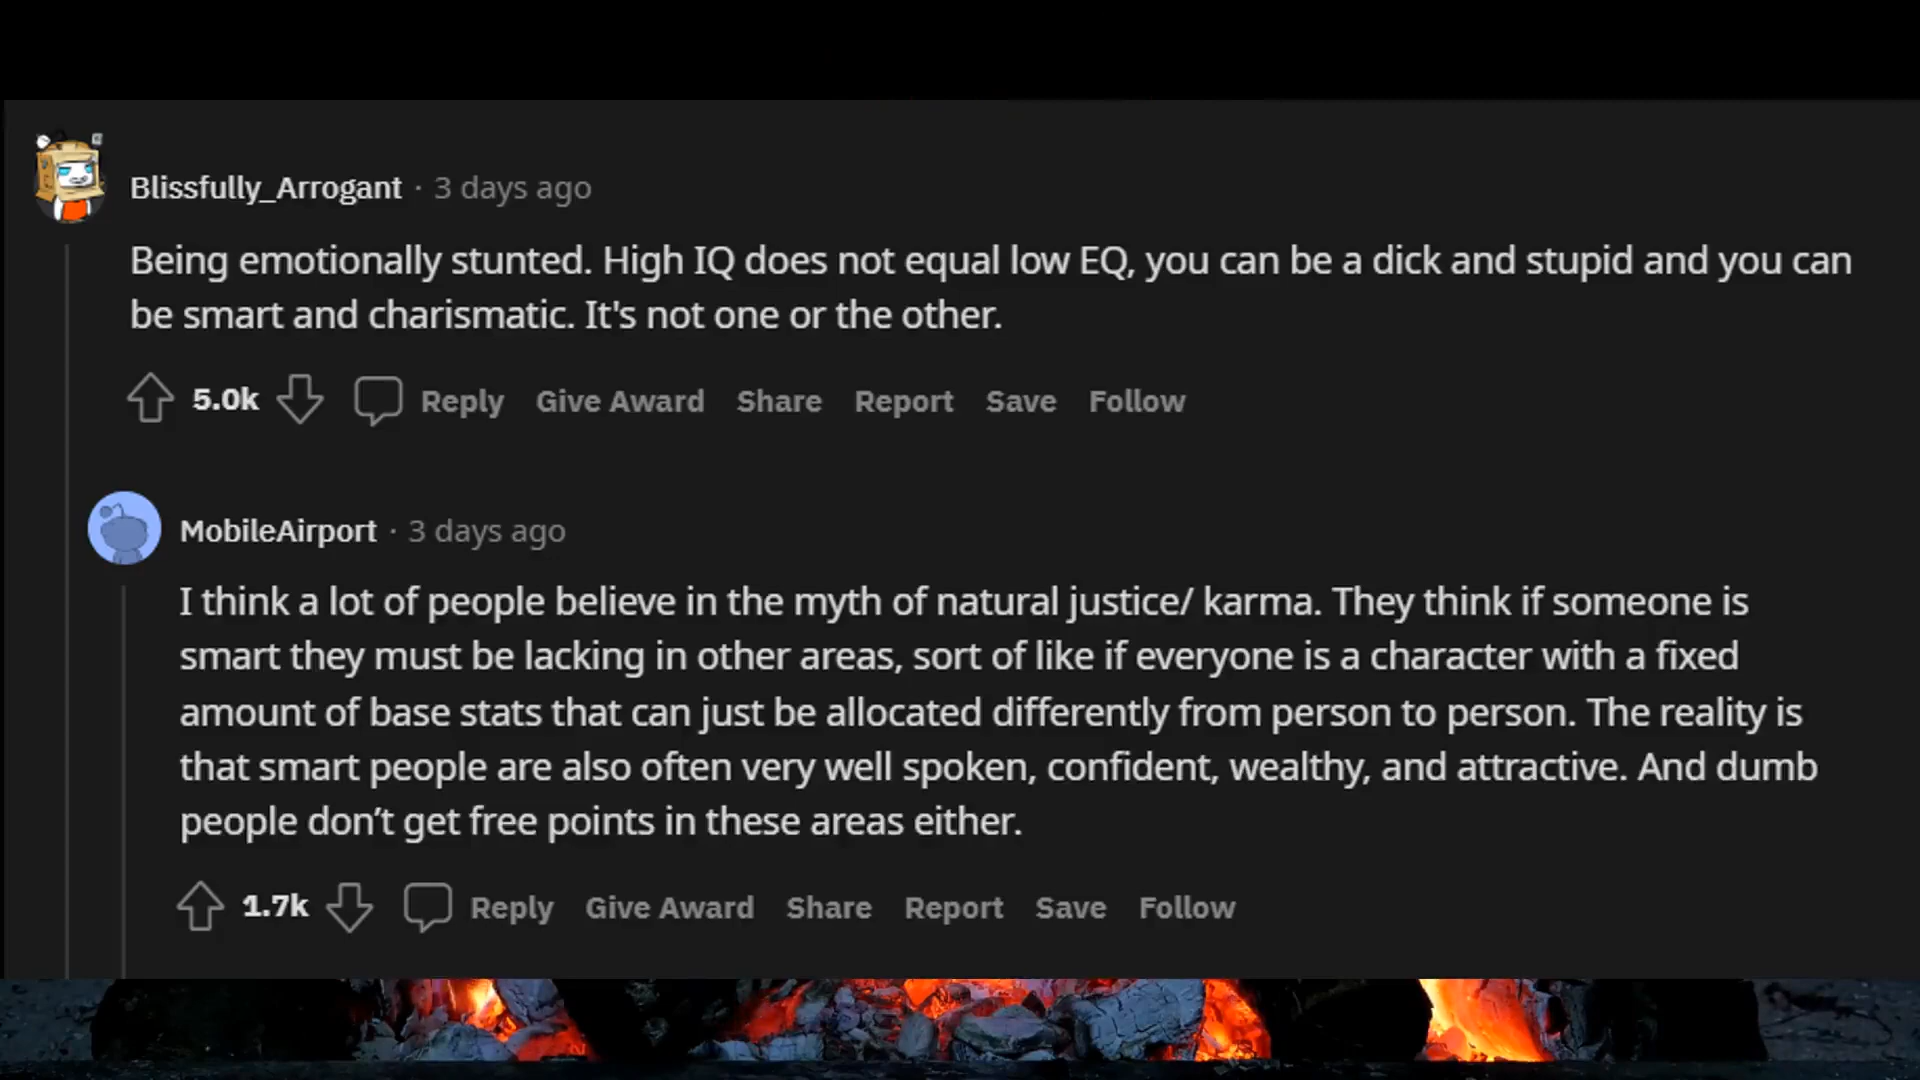 Blissfully_Arrogant · 3 days ago
Being emotionally stunted. High IQ does not equal low EQ, you can be a dick and stupid and you can
be smart and charismatic. It's not one or the other.
5.0k Reply Give Award Share Report Save Follow
MobileAirport · 3 days ago
I think a lot of people believe in the myth of natural justice/ karma. They think if someone is
smart they must be lacking in other areas, sort of like if everyone is a character with a fixed
amount of base stats that can just be allocated differently from person to person. The reality is
that smart people are also often very well spoken, confident, wealthy, and attractive. And dumb
people don’t get free points in these areas either.
1.7k Reply Give Award Share Report Save Follow